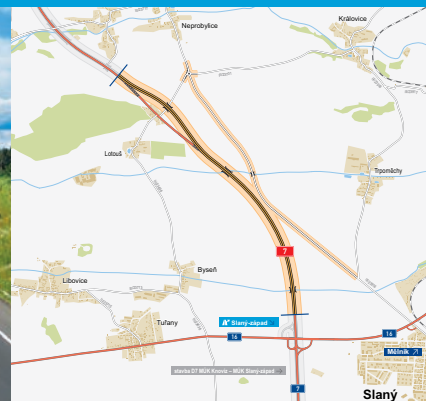 Neprobylice
Královice
Lotouš
Trpoměchy
7
Byseň
Libovice
Slaný-západ
Tuřany
16
16
Mělník
stavba D7 MÚK Knovíz – MÚK Slaný-západ
7
Slaný